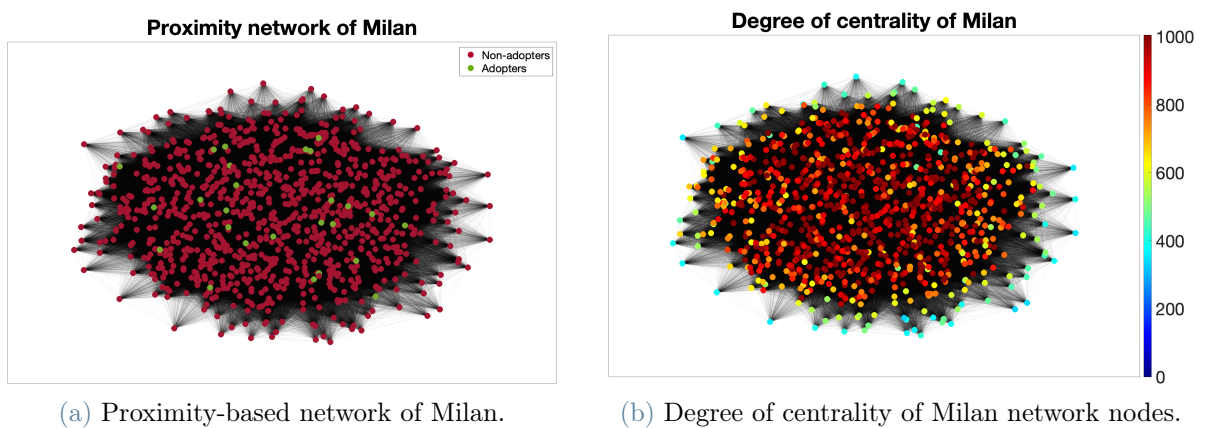 Proximity network of Milan
Non-adopters
Adopters
(a) Proximity-based network of Milan.
Degree of centrality of Milan
1000
800
600
400
200
0
(b) Degree of centrality of Milan network nodes.